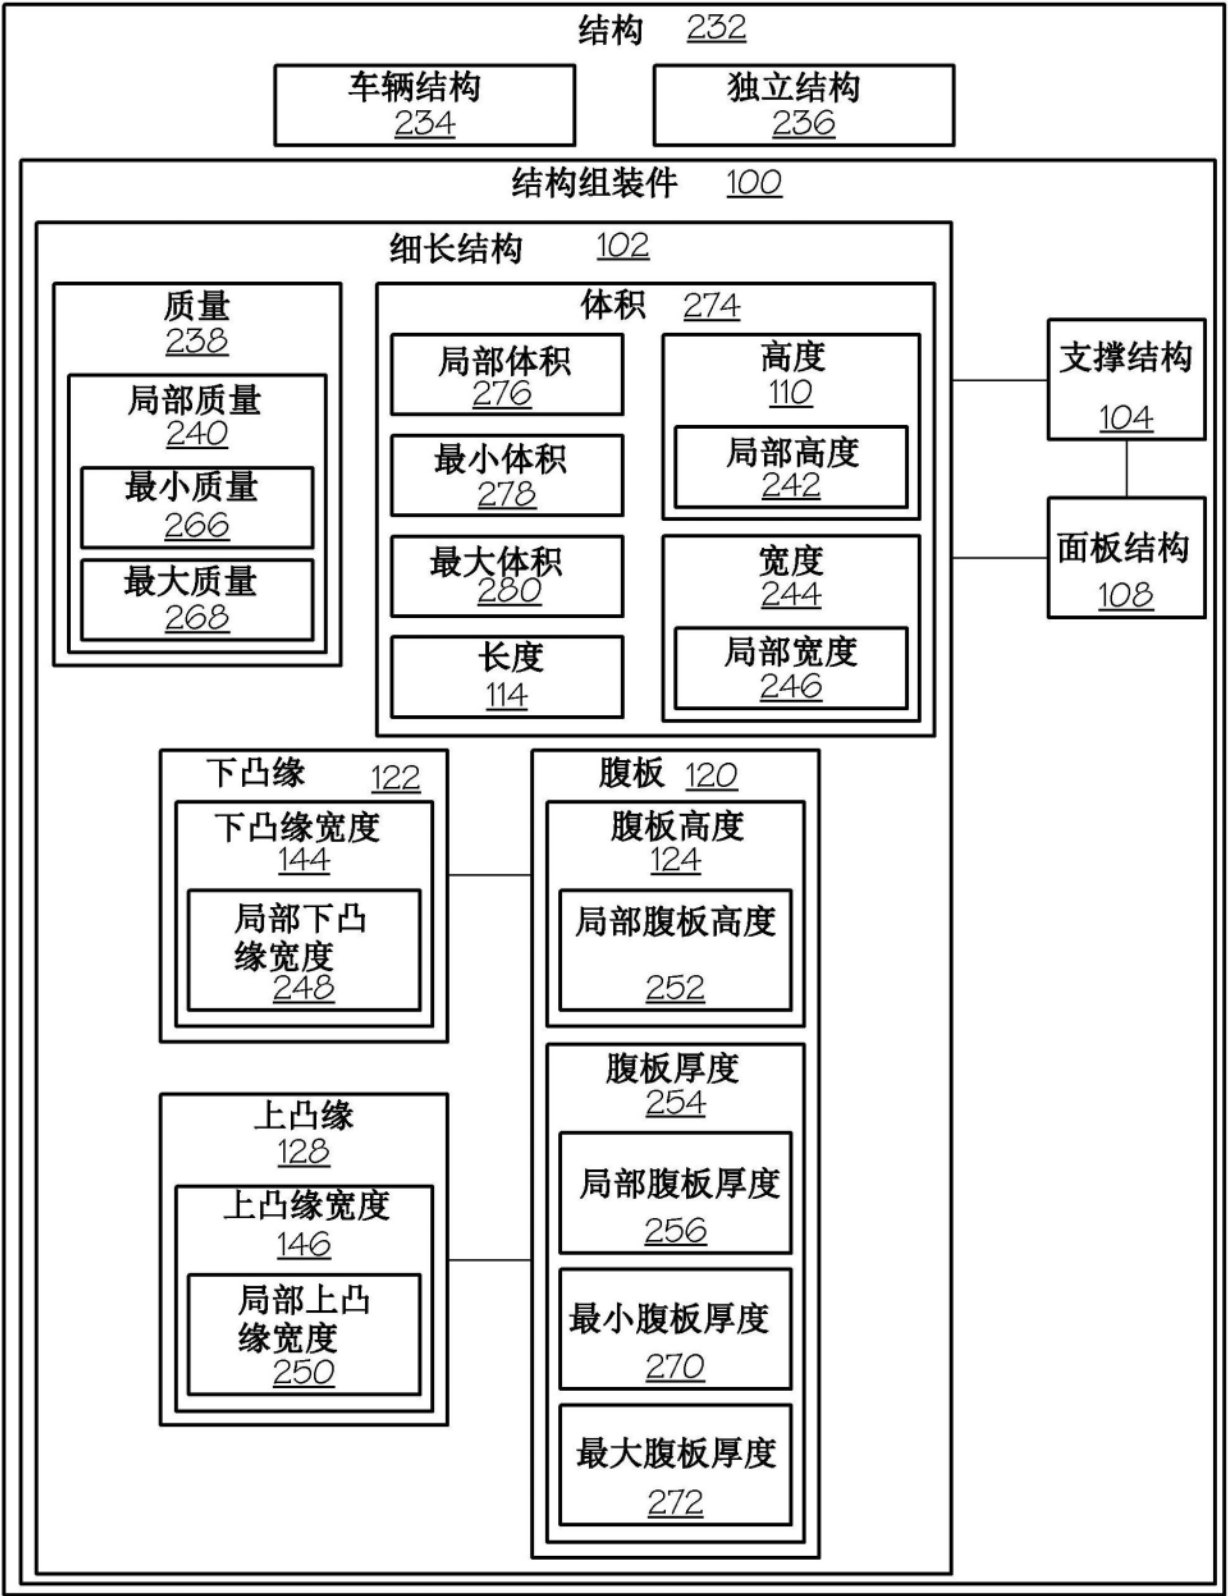 结构 232
车辆结构
234
独立结构
236
结构组装件 100
细长结构 102
质量
238
局部质量
240
最小质量
266
最大质量
268
体积 274
局部体积
276
最小体积
278
最大体积
280
长度
114
高度
110
局部高度
242
宽度
244
局部宽度
246
支撑结构
104
面板结构
108
下凸缘 122
下凸缘宽度
144
局部下凸
缘宽度
248
上凸缘
128
上凸缘宽度
146
局部上凸
缘宽度
250
腹板 120
腹板高度
124
局部腹板高度
252
腹板厚度
254
局部腹板厚度
256
最小腹板厚度
270
最大腹板厚度
272